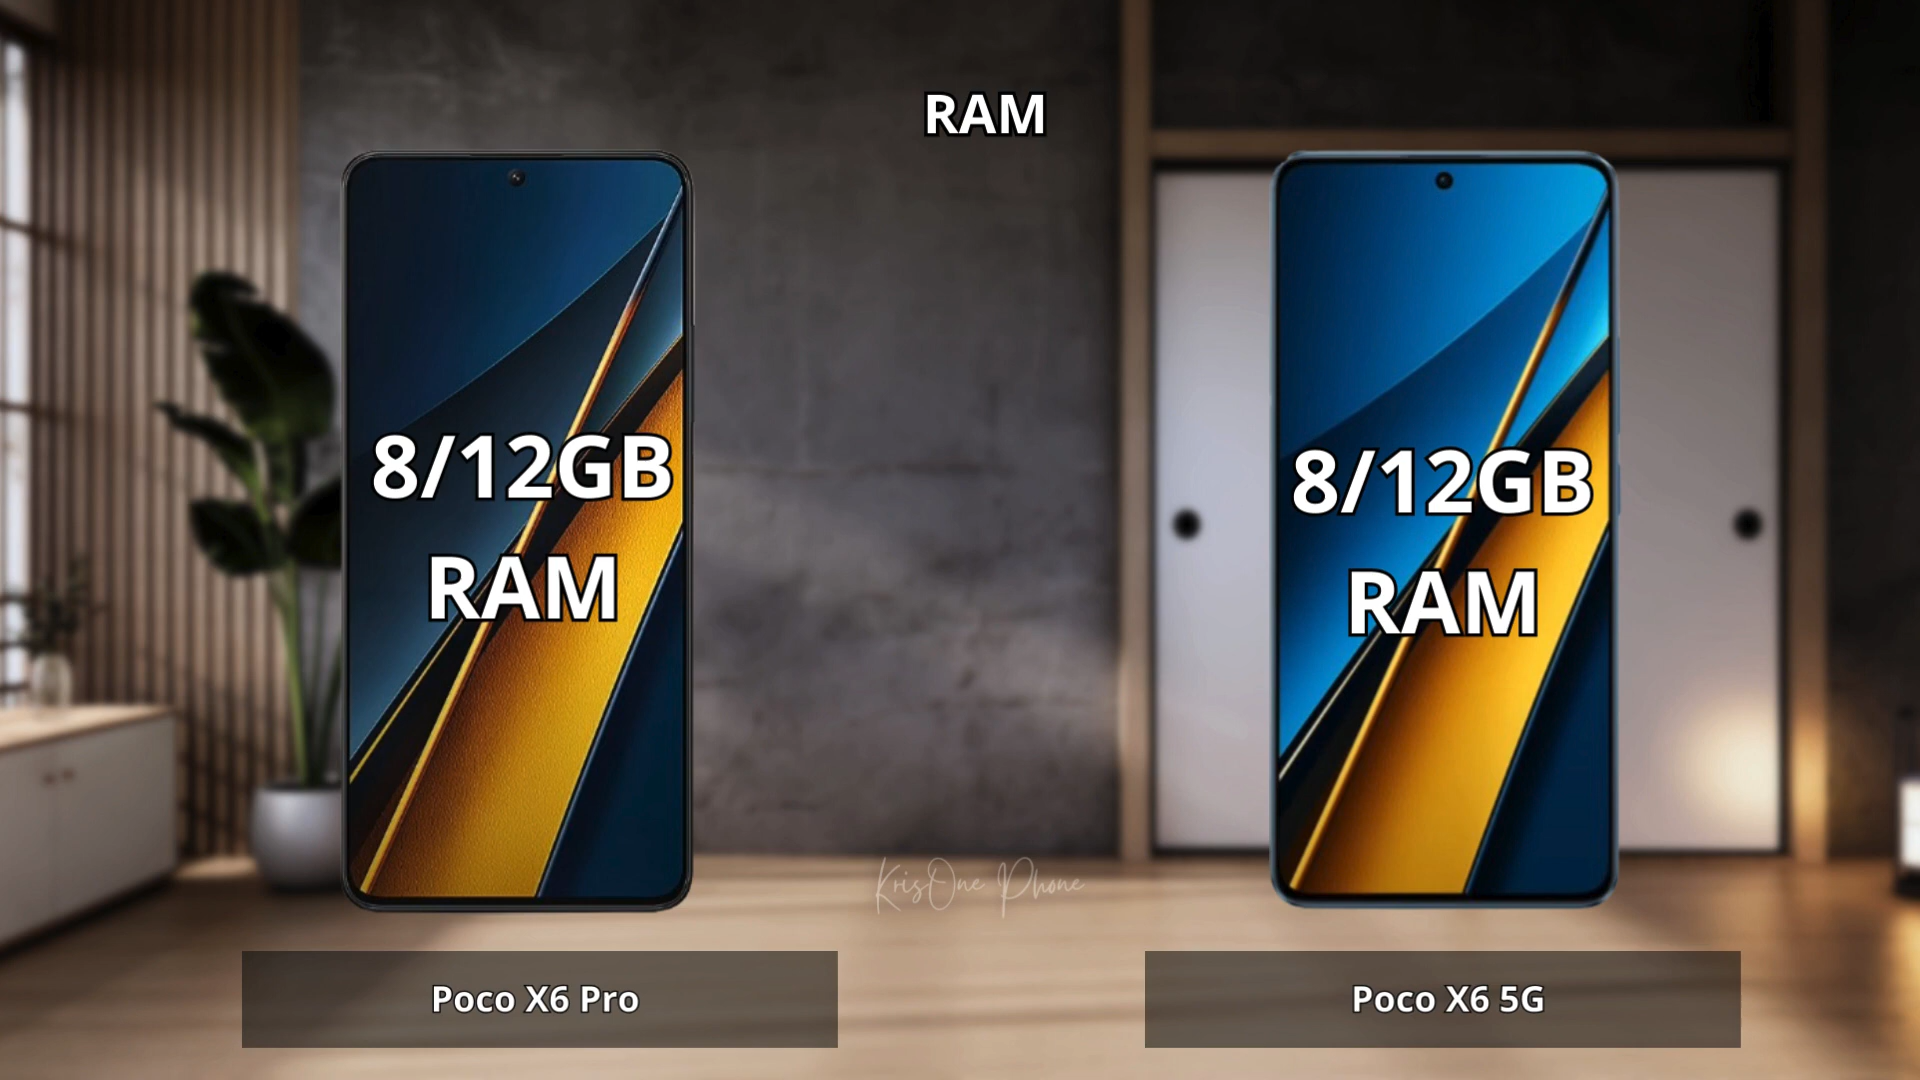 RAM
8/12GB
RAM
8/12GB
RAM
KrisOne Phone
Poco X6 Pro
Poco X6 5G